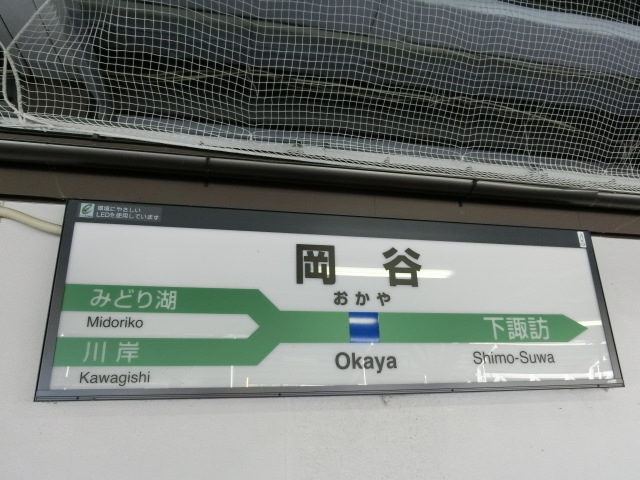 環境にやさしい
LEDを使用しています
岡谷
おかや
みどり湖
Midoriko
川岸
Kawagishi
Okaya
下諏訪
Shimo-Suwa